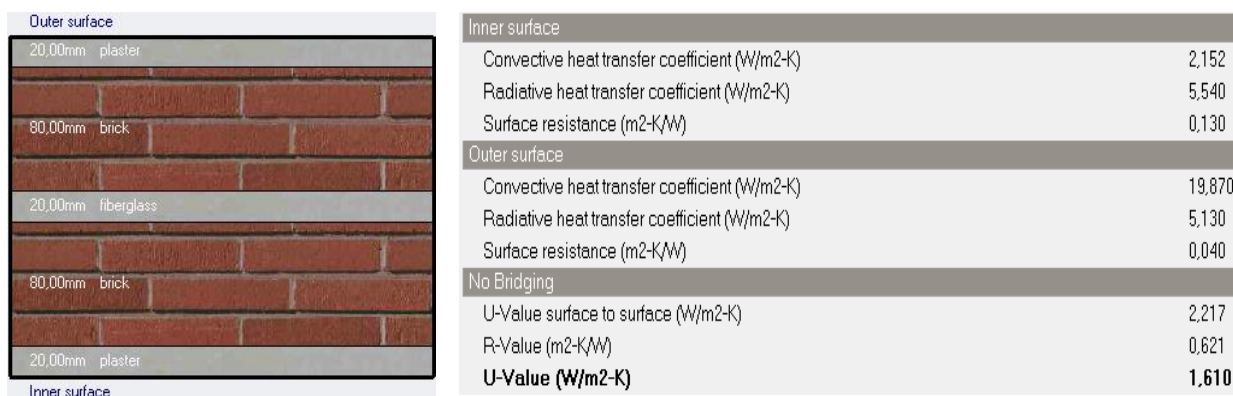 Outer surface
20,00mm plaster
80,00mm brick
20,00mm fiberglass
80,00mm brick
20,00mm plaster
Inner surface
Inner surface
Convective heat transfer coefficient (W/m2-K) 2,152
Radiative heat transfer coefficient (W/m2-K) 5,540
Surface resistance (m2-K/W) 0,130
Outer surface
Convective heat transfer coefficient (W/m2-K) 19,870
Radiative heat transfer coefficient (W/m2-K) 5,130
Surface resistance (m2-K/W) 0,040
No Bridging
U-Value surface to surface (W/m2-K) 2,217
R-Value (m2-K/W) 0,621
U-Value (W/m2-K) 1,610